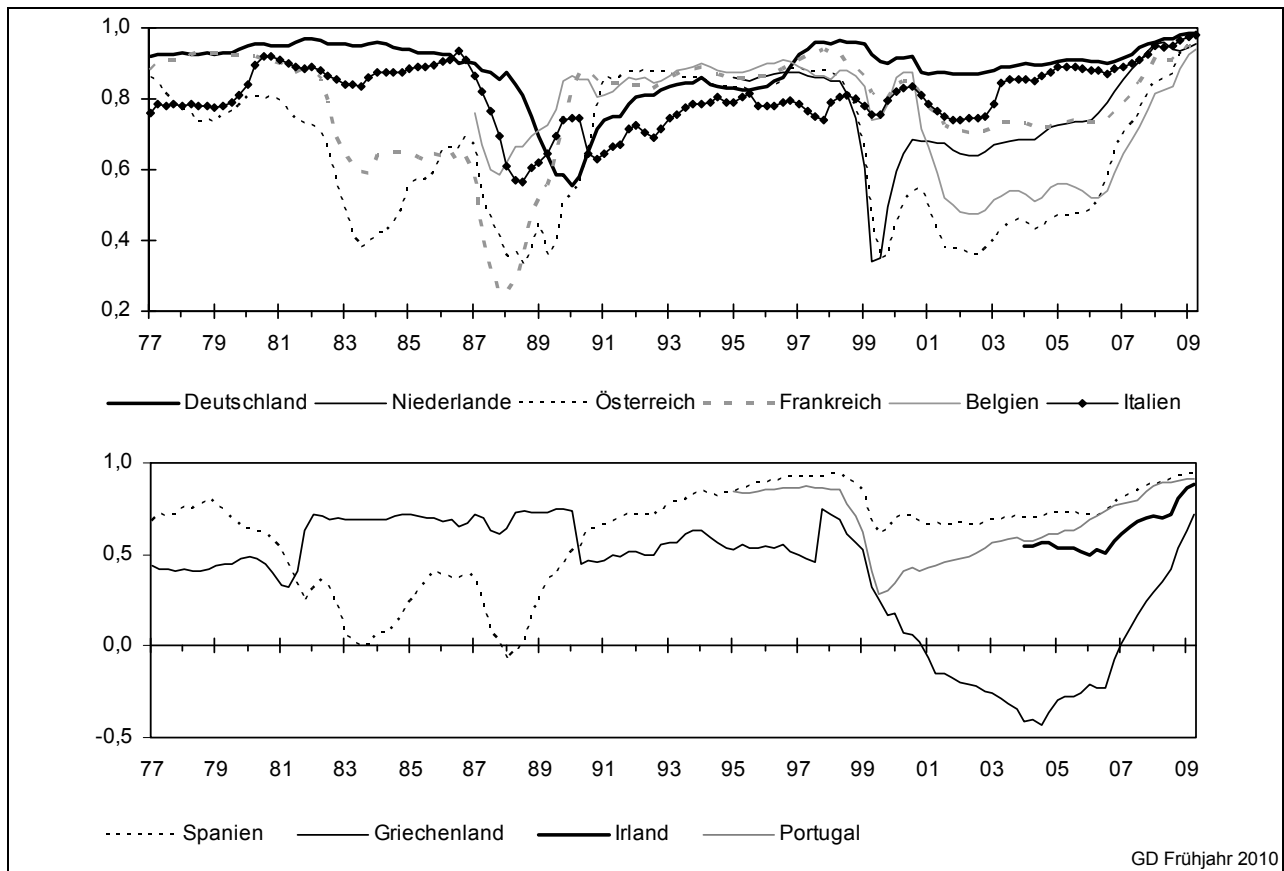 1,0
0,8
0,6
0,4
0,2
77 79 81 83 85 87 89 91 93 95 97 99 01 03 05 07 09
Deutschland Niederlande Österreich Frankreich Belgien Italien
1,0
0,5
0,0
-0,5
77 79 81 83 85 87 89 91 93 95 97 99 01 03 05 07 09
Spanien Griechenland Irland Portugal
GD Frühjahr 2010